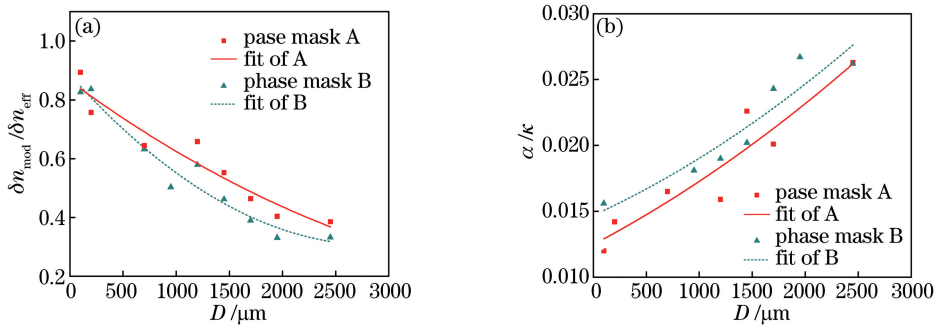 (a)
pase mask A
fit of A
phase mask B
fit of B
δn_mod/δn_eff
1.0
0.8
0.6
0.4
0.2
0 500 1000 1500 2000 2500 3000
D/μm
(b)
α/κ
0.030
0.025
0.020
0.015
0.010
pase mask A
fit of A
phase mask B
fit of B
0 500 1000 1500 2000 2500 3000
D/μm